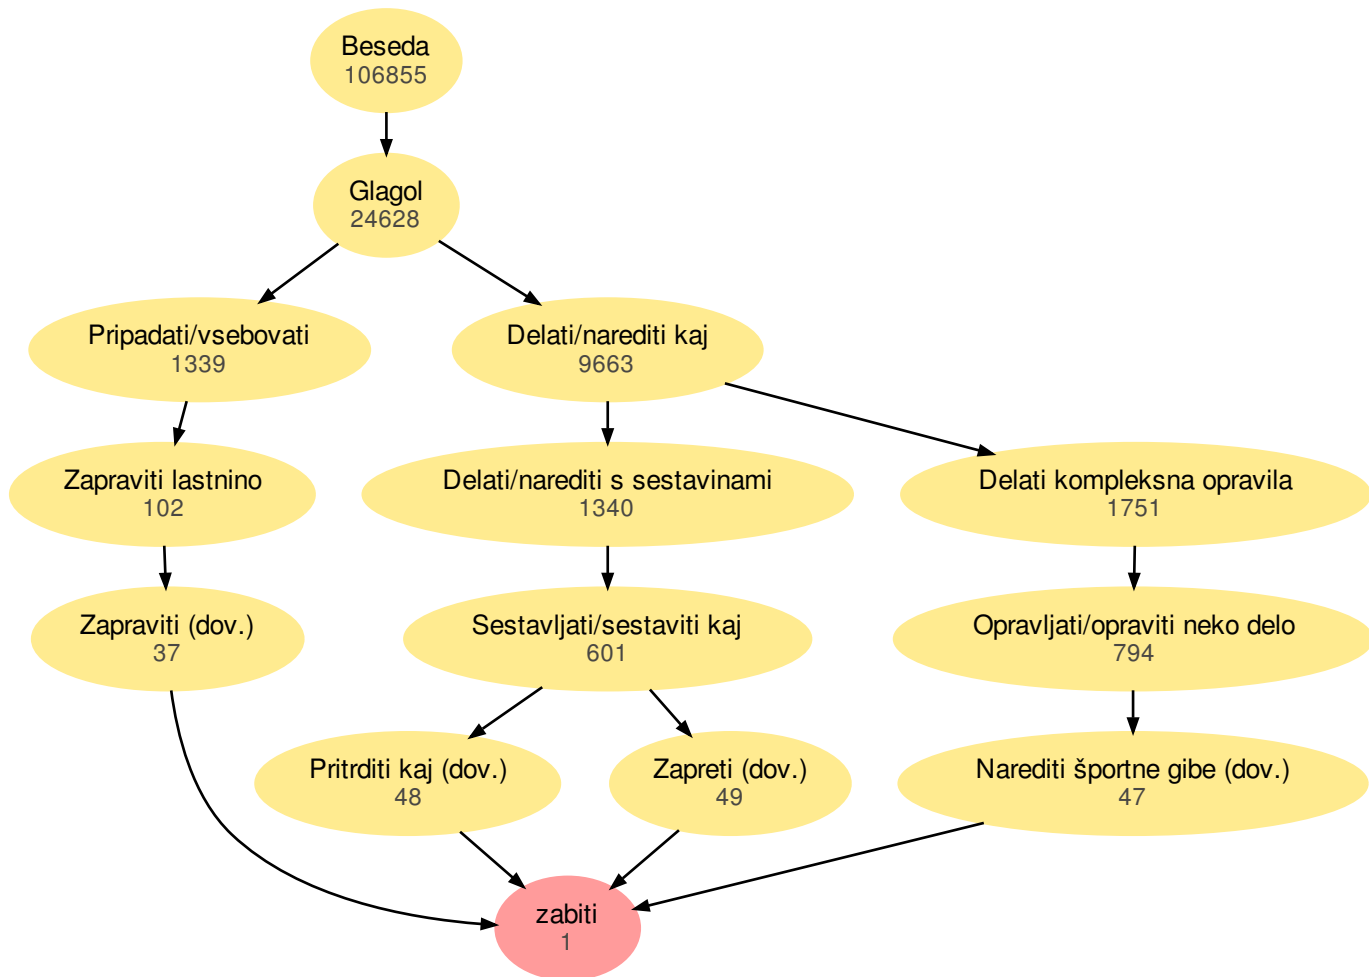 Beseda
106855
Glagol
24628
Pripadati/vsebovati
1339
Delati/narediti kaj
9663
Zapraviti lastnino
102
Delati/narediti s sestavinami
1340
Delati kompleksna opravila
1751
Zapraviti (dov.)
37
Sestavljati/sestaviti kaj
601
Opravljati/opraviti neko delo
794
Pritrditi kaj (dov.)
48
Zapreti (dov.)
49
Narediti športne gibe (dov.)
47
zabiti
1